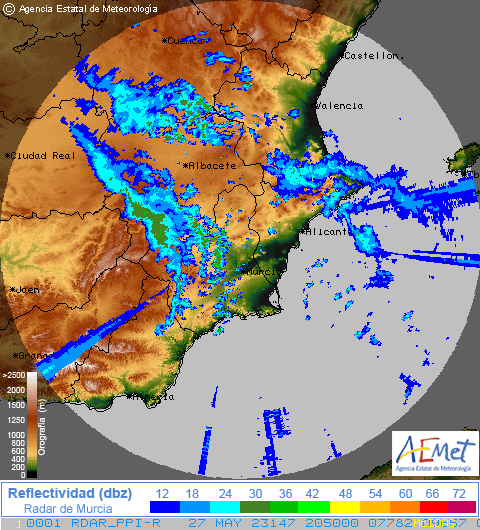 © Agencia Estatal de Meteorología
*Cuenca
*Castellon.
*Valencia
*Ciudad Real
*Albacete
*Alicante
*Murcia
*Jaen
*Grana
*Almeria
>2500
2000
1500
1000
800
600
400
200
0
Orografía (m)
AEMet
Agencia Estatal de Meteorología
Reflectividad (dbz)
Radar de Murcia
12 18 24 30 36 42 48 54 60 66 72
1 0001 RDAR_PPI-R 27 MAY 23147 205000 07782